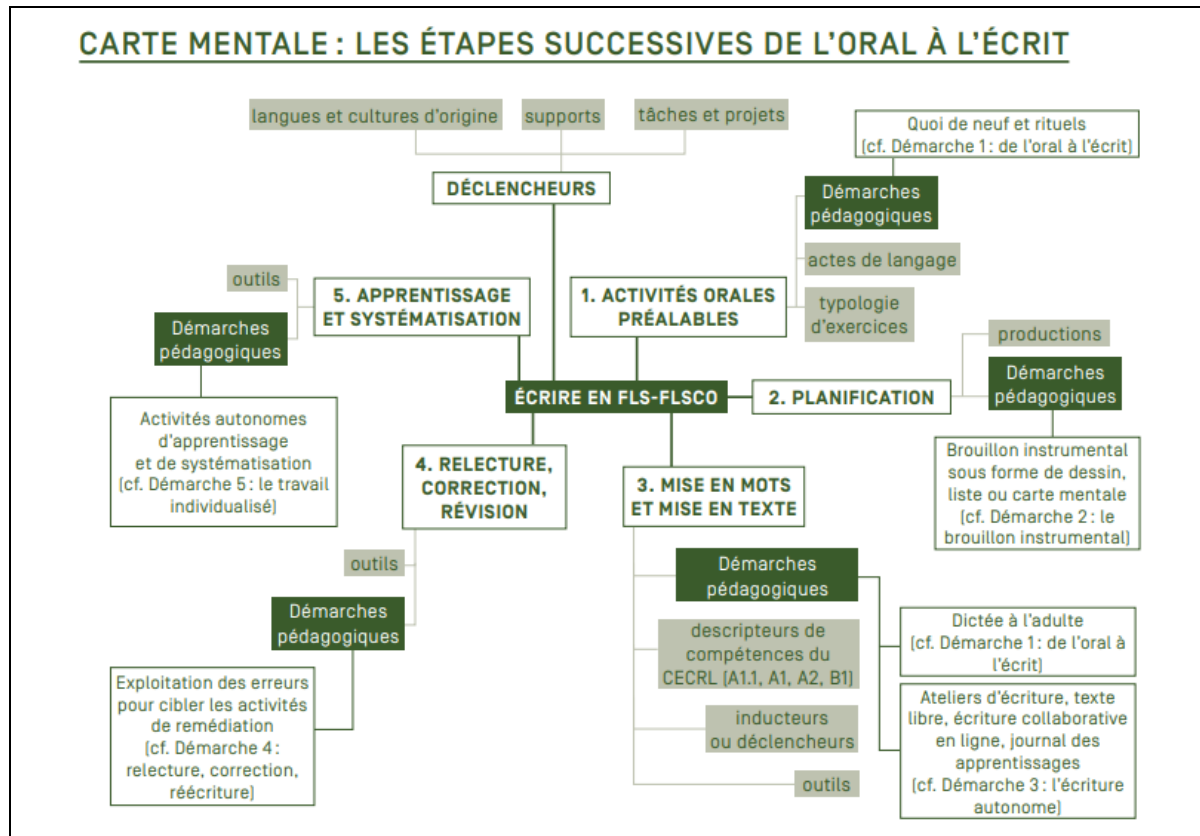 CARTE MENTALE : LES ÉTAPES SUCCESSIVES DE L'ORAL À L'ÉCRIT
langues et cultures d'origine
supports
tâches et projets
DÉCLENCHEURS
Quoi de neuf et rituels
(cf. Démarche 1 : de l'oral à l'écrit)
Démarches
pédagogiques
actes de langage
typologie
d'exercices
1. ACTIVITÉS ORALES
PRÉALABLES
outils
5. APPRENTISSAGE
ET SYSTÉMATISATION
Démarches
pédagogiques
Activités autonomes
d'apprentissage
et de systématisation
(cf. Démarche 5 : le travail
individualisé)
ÉCRIRE EN FLS-FLSCO
2. PLANIFICATION
productions
Démarches
pédagogiques
Brouillon instrumental
sous forme de dessin,
liste ou carte mentale
(cf. Démarche 2 : le
brouillon instrumental)
4. RELECTURE,
CORRECTION,
RÉVISION
outils
Démarches
pédagogiques
Exploitation des erreurs
pour cibler les activités
de remédiation
(cf. Démarche 4 :
relecture, correction,
réécriture)
3. MISE EN MOTS
ET MISE EN TEXTE
Démarches
pédagogiques
descripteurs de
compétences du
CECRL (A1.1, A1, A2, B1)
inducteurs
ou déclencheurs
outils
Dictée à l'adulte
(cf. Démarche 1 : de l'oral à
l'écrit)
Ateliers d'écriture, texte
libre, écriture collaborative
en ligne, journal des
apprentissages
(cf. Démarche 3 : l'écriture
autonome)